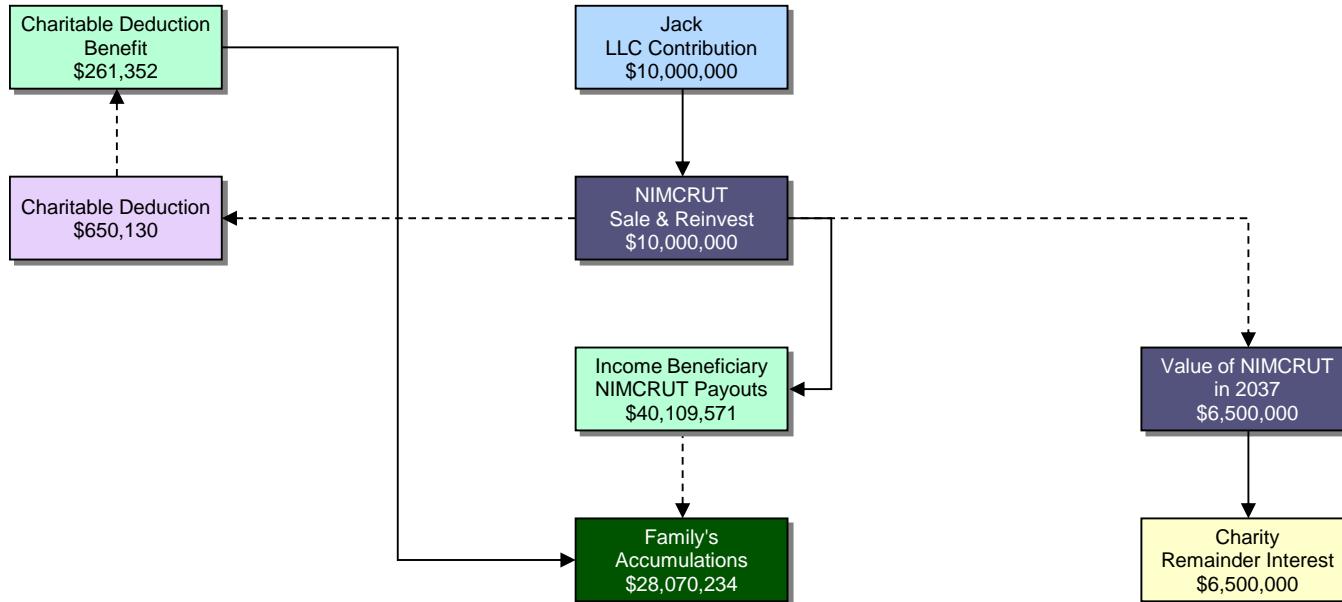 Charitable Deduction
Benefit
$261,352
Jack
LLC Contribution
$10,000,000
Charitable Deduction
$650,130
NIMCRUT
Sale & Reinvest
$10,000,000
Income Beneficiary
NIMCRUT Payouts
$40,109,571
Value of NIMCRUT
in 2037
$6,500,000
Family's
Accumulations
$28,070,234
Charity
Remainder Interest
$6,500,000